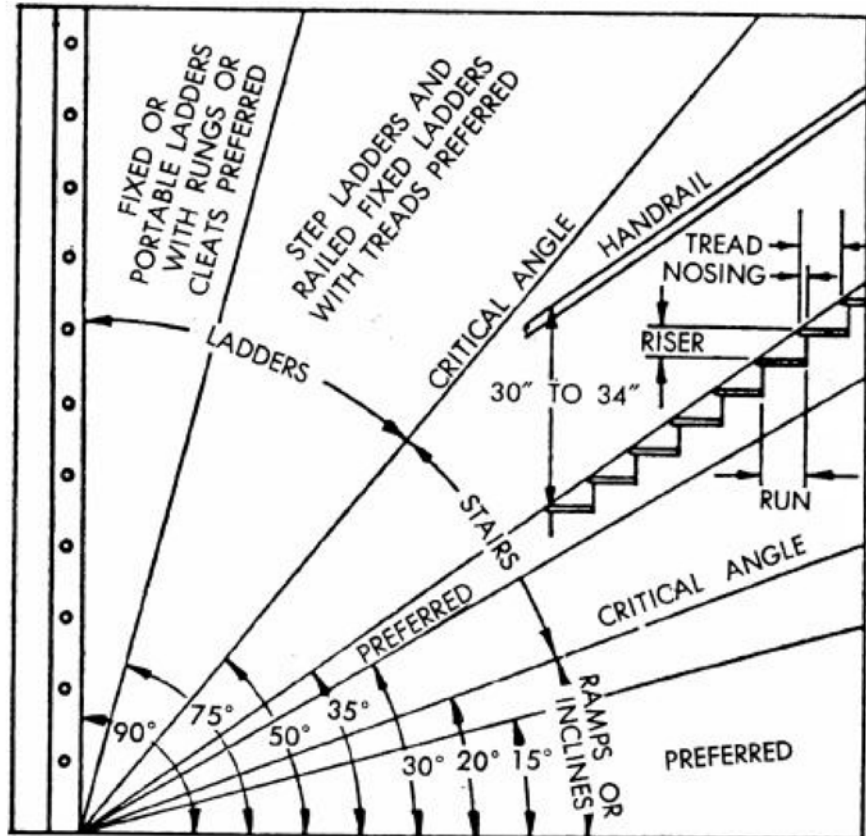 FIXED OR
PORTABLE LADDERS
WITH RUNGS OR
CLEATS PREFERRED
STEP LADDERS AND
RAILED FIXED LADDERS
WITH TREADS PREFERRED
CRITICAL ANGLE
HANDRAIL
TREAD
NOSING
RISER
LADDERS
30" TO 34"
RUN
STAIRS
PREFERRED
CRITICAL ANGLE
RAMPS OR
INCLINES
PREFERRED
90°
75°
50°
35°
30°
20°
15°